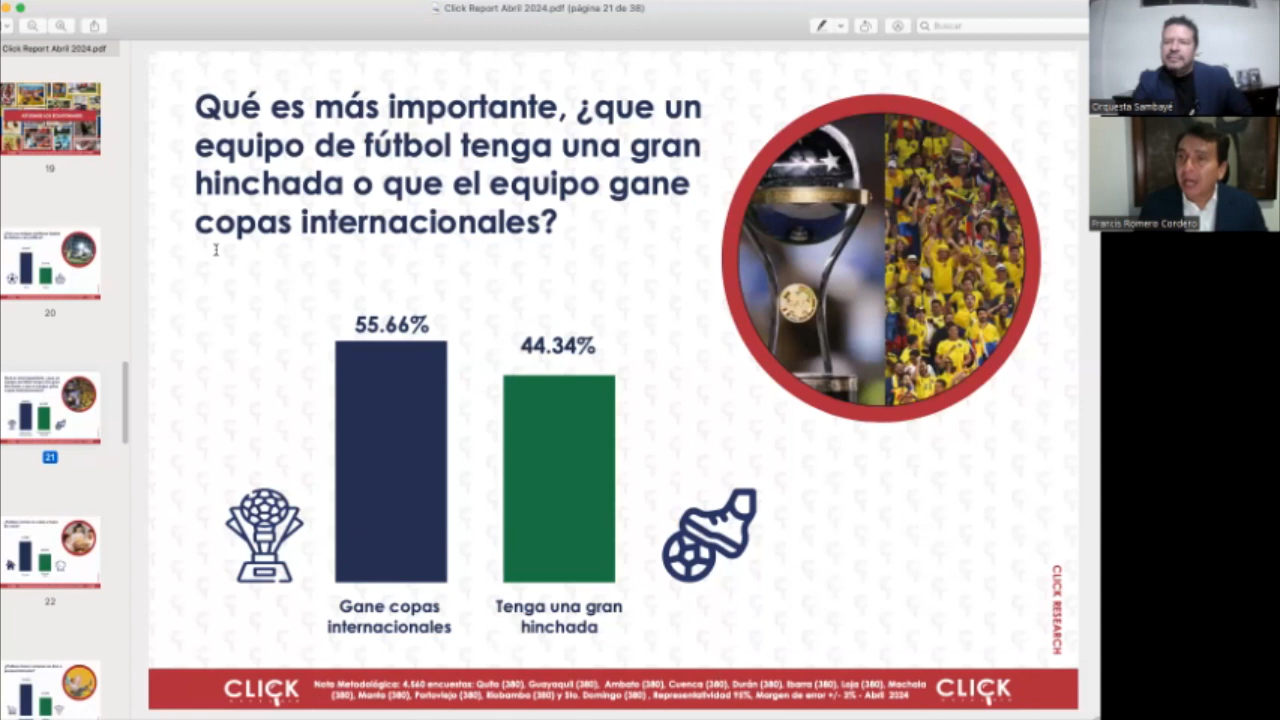 Click Report Abril 2024.pdf (página 21 de 38)
Buscar
Click Report Abril 2024.pdf
19
20
21
22
Qué es más importante, ¿que un
equipo de fútbol tenga una gran
hinchada o que el equipo gane
copas internacionales?
55.66%
44.34%
Gane copas
internacionales
Tenga una gran
hinchada
CLICK RESEARCH
CLICK
Nota Metodológica: 4.560 encuestas: Quito (380), Guayaquil (380), Ambato (380), Cuenca (380), Durán (380), Ibarra (380), Loja (380), Machala
(380), Manta (380), Portoviejo (380), Riobamba (380) y Sto. Domingo (380) . Representatividad 95%, Margen de error +/- 3% - Abril 2024
CLICK
Orquesta Sambayé
Francis Romero Cordero